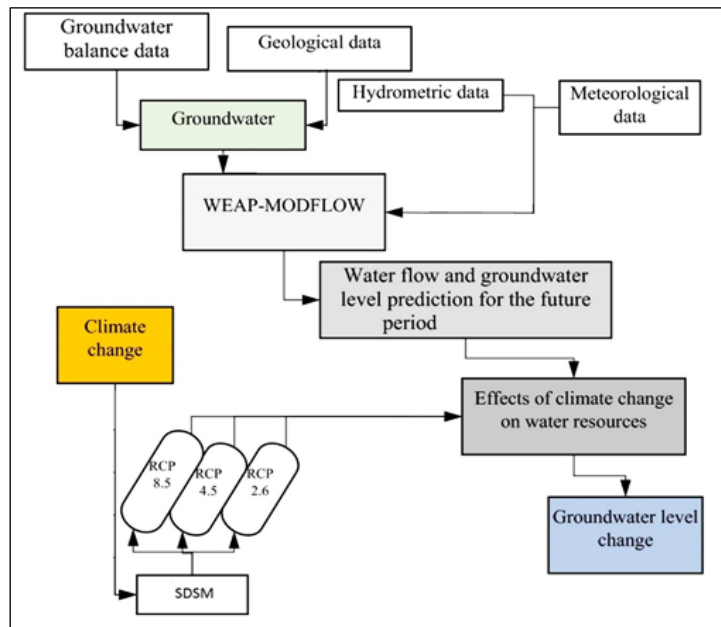 Groundwater
balance data
Geological data
Hydrometric data
Meteorological
data
Groundwater
WEAP-MODFLOW
Water flow and groundwater
level prediction for the future
period
Climate
change
Effects of climate change
on water resources
RCP
8.5
RCP
4.5
RCP
2.6
Groundwater level
change
SDSM